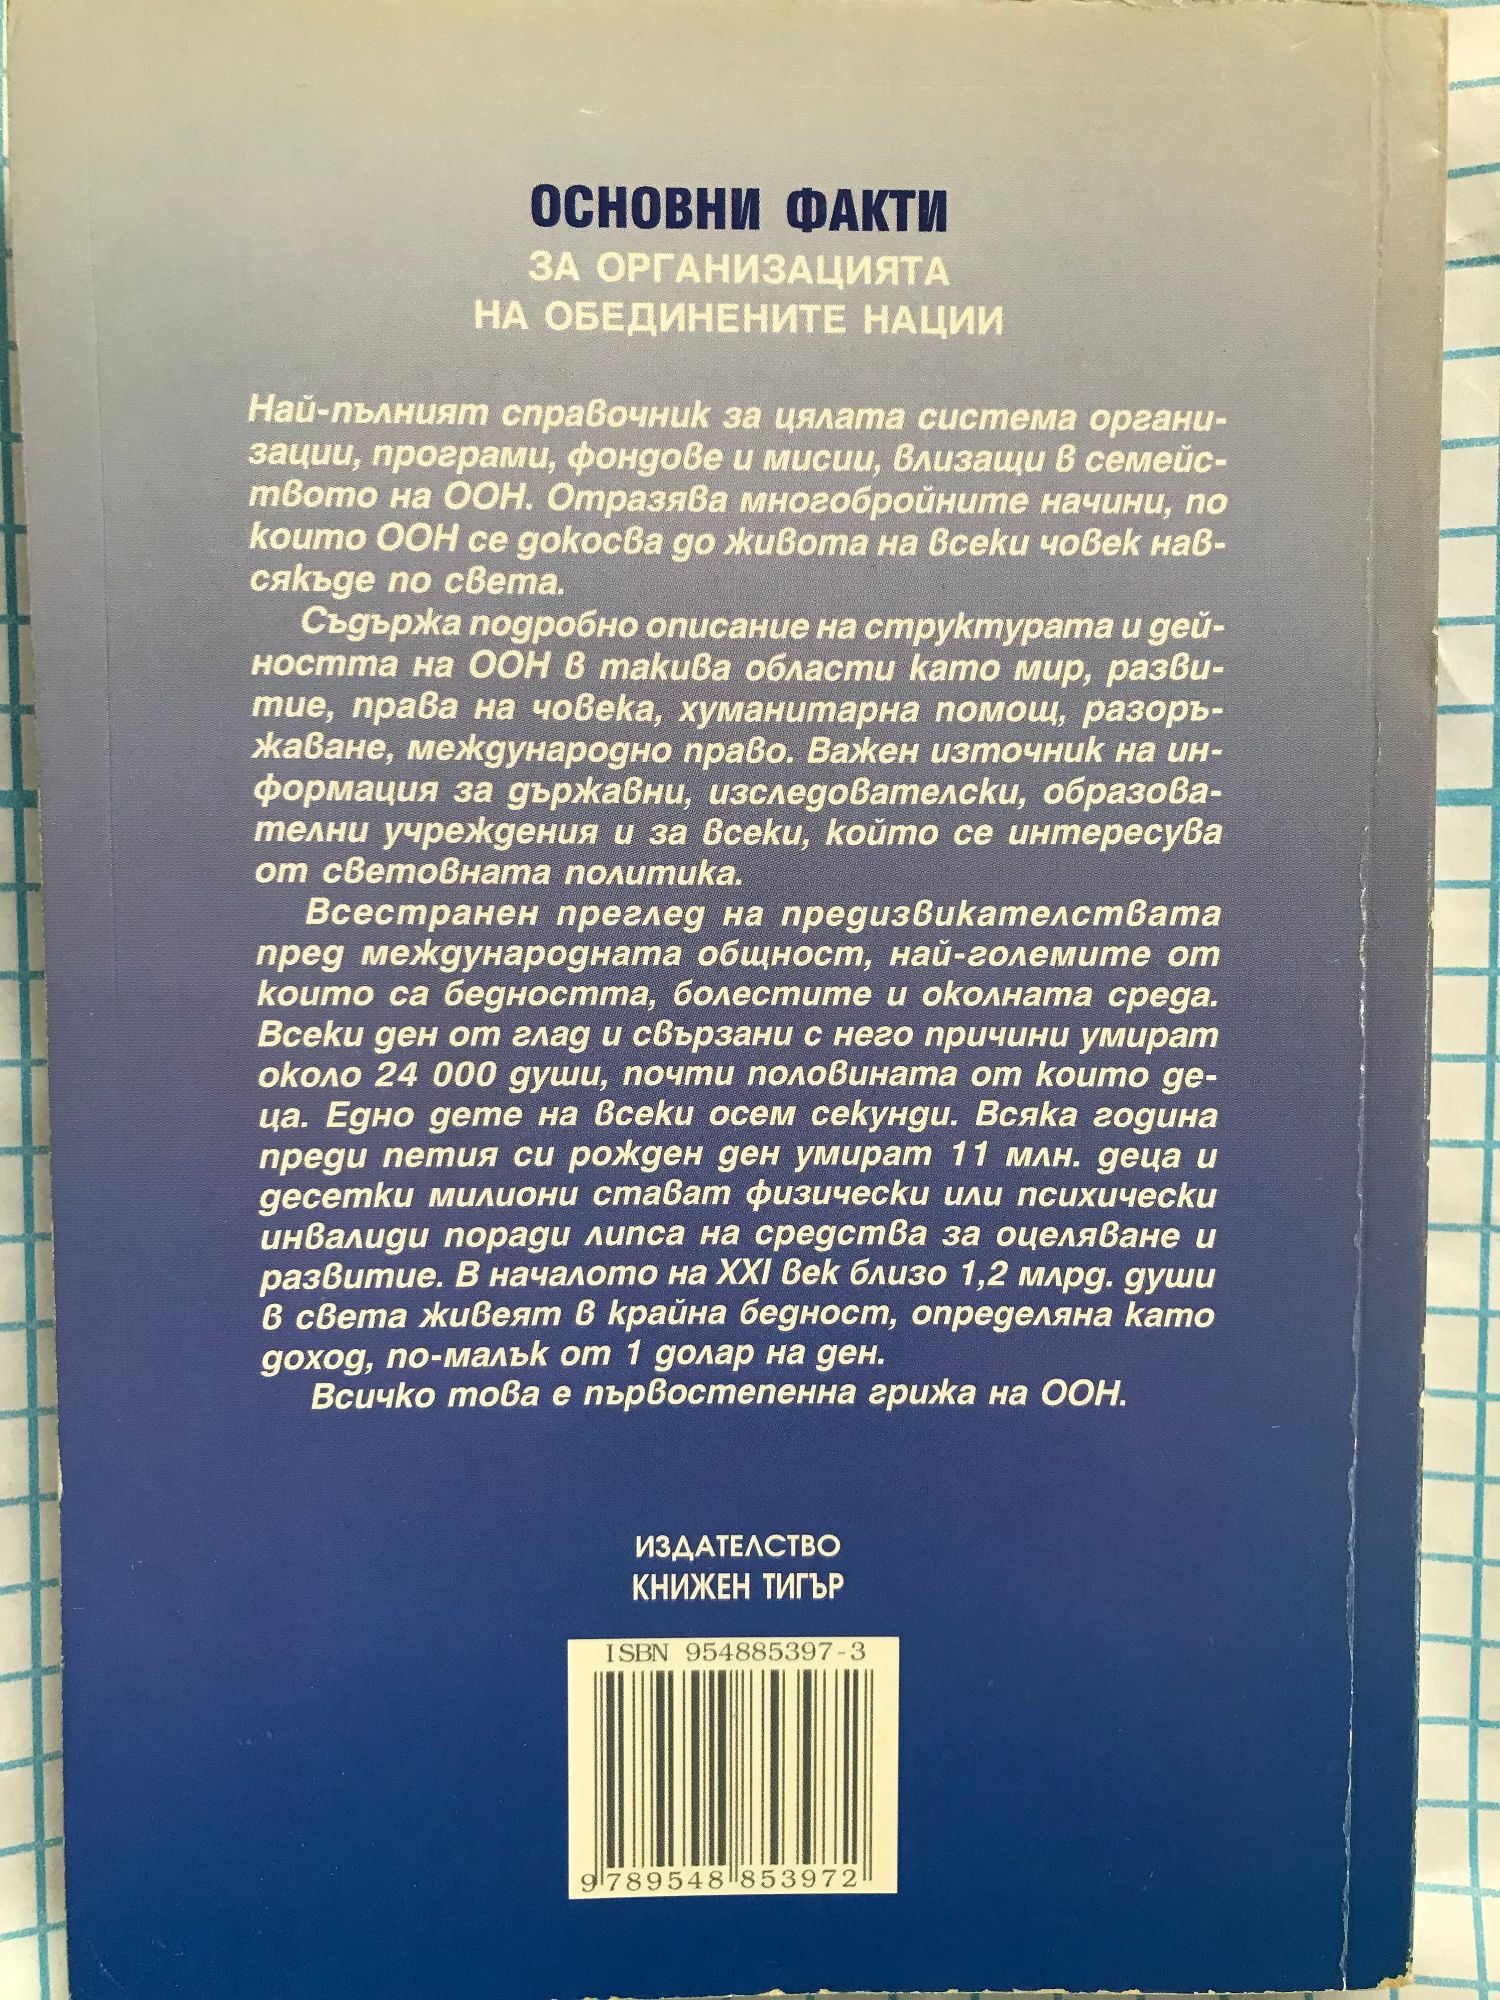 ОСНОВНИ ФАКТИ
ЗА ОРГАНИЗАЦИЯТА
НА ОБЕДИНЕНИТЕ НАЦИИ
Най-пълният справочник за цялата система органи-
зации, програми, фондове и мисии, влизащи в семейс-
твото на ООН. Отразява многобройните начини, по
които ООН се докосва до живота на всеки човек нав-
сякъде по света.
Съдържа подробно описание на структурата и дей-
ността на ООН в такива области като мир, разви-
тие, права на човека, хуманитарна помощ, разоръ-
жаване, международно право. Важен източник на ин-
формация за държавни, изследователски, образова-
телни учреждения и за всеки, който се интересува
от световната политика.
Всестранен преглед на предизвикателствата
пред международната общност, най-големите от
които са бедността, болестите и околната среда.
Всеки ден от глад и свързани с него причини умират
около 24 000 души, почти половината от които де-
ца. Едно дете на всеки осем секунди. Всяка година
преди петия си рожден ден умират 11 млн. деца и
десетки милиони стават физически или психически
инвалиди поради липса на средства за оцеляване и
развитие. В началото на XXI век близо 1,2 млрд. души
в света живеят в крайна бедност, определяна като
доход, по-малък от 1 долар на ден.
Всичко това е първостепенна грижа на ООН.
ИЗДАТЕЛСТВО
КНИЖЕН ТИГЪР
ISBN 954885397-3
9 789548 853972